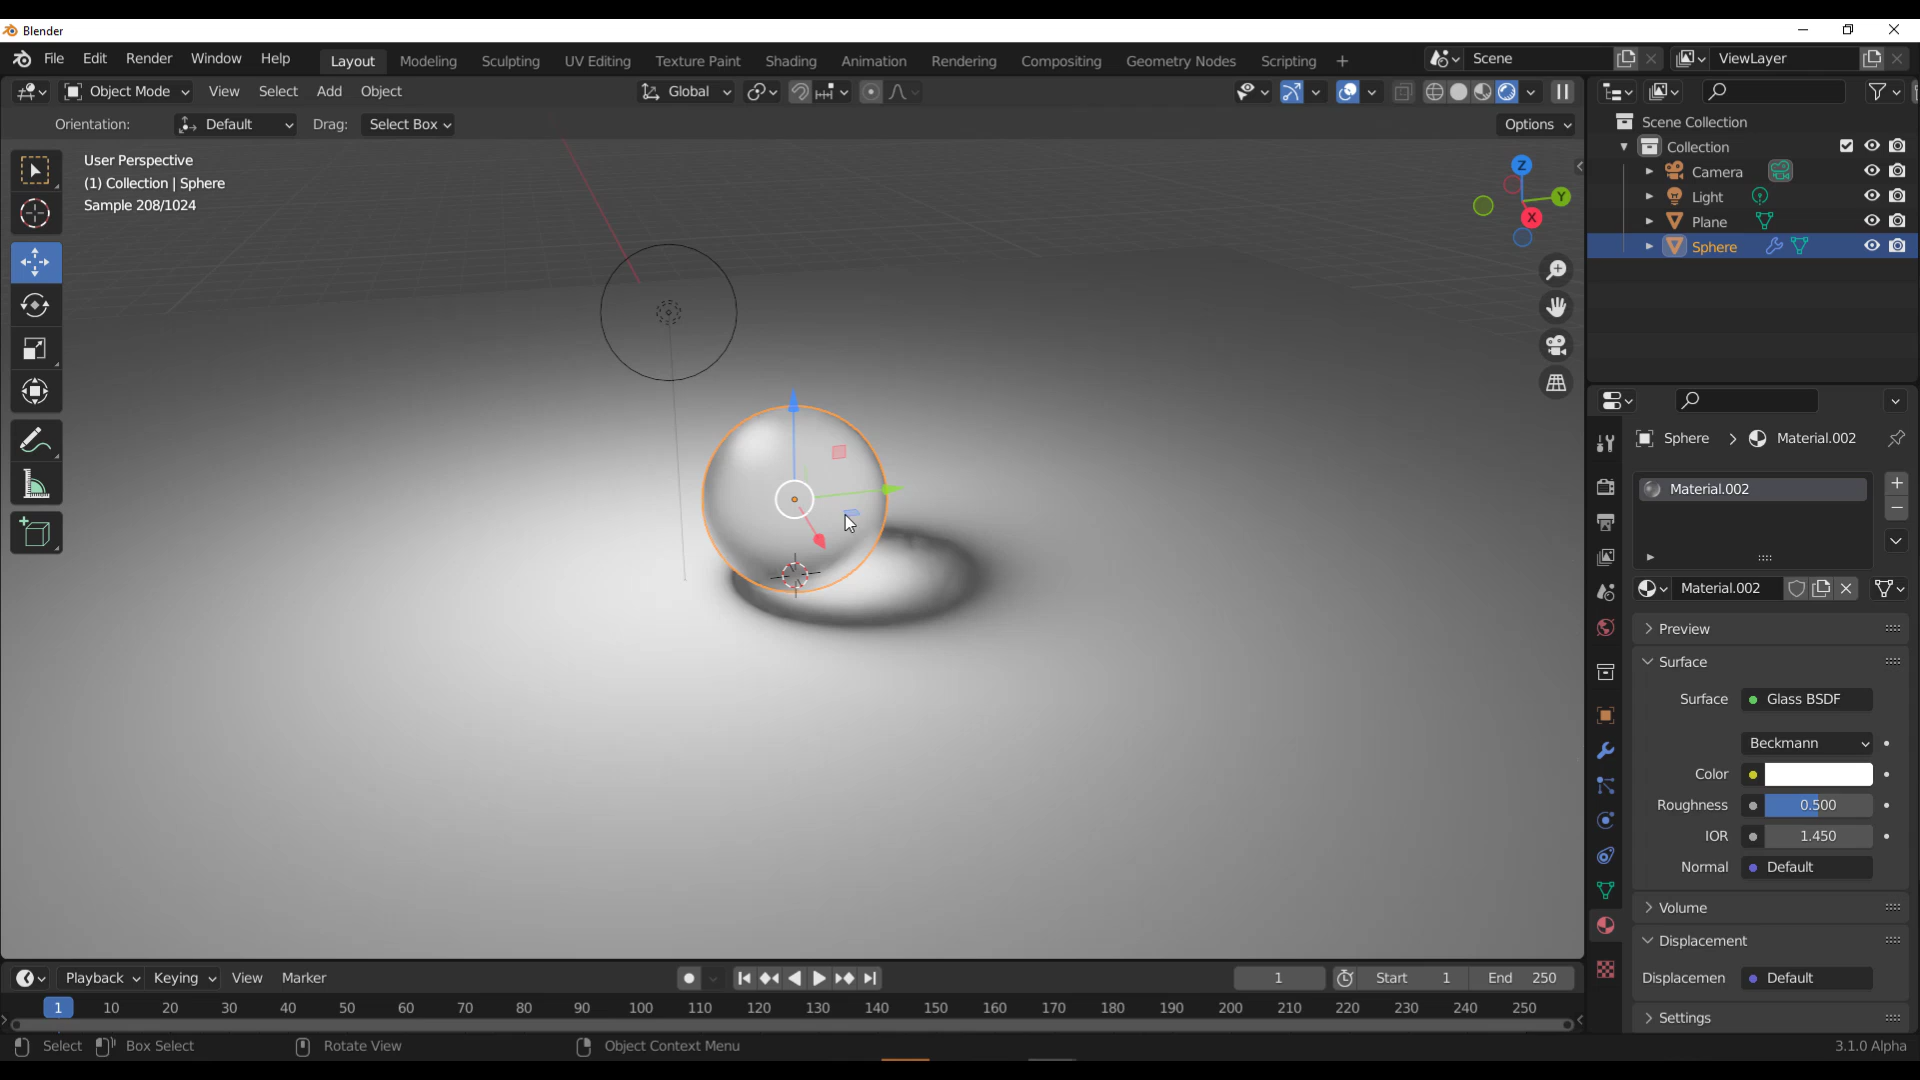 Blender
File Edit Render Window Help Layout Modeling Sculpting UV Editing Texture Paint Shading Animation Rendering Compositing Geometry Nodes Scripting + Scene ViewLayer
Object Mode View Select Add Object Global
Orientation: Default Drag: Select Box Options
User Perspective
(1) Collection | Sphere
Sample 208/1024
Z
Y
X
Scene Collection
Collection
Camera
Light
Plane
Sphere
Sphere > Material.002
Material.002
Material.002
Preview
Surface
Surface Glass BSDF
Beckmann
Color
Roughness 0.500
IOR 1.450
Normal Default
Volume
Displacement
Displacemen Default
Settings
Playback Keying View Marker 1 Start 1 End 250
1 10 20 30 40 50 60 70 80 90 100 110 120 130 140 150 160 170 180 190 200 210 220 230 240 250
Select Box Select Rotate View Object Context Menu 3.1.0 Alpha